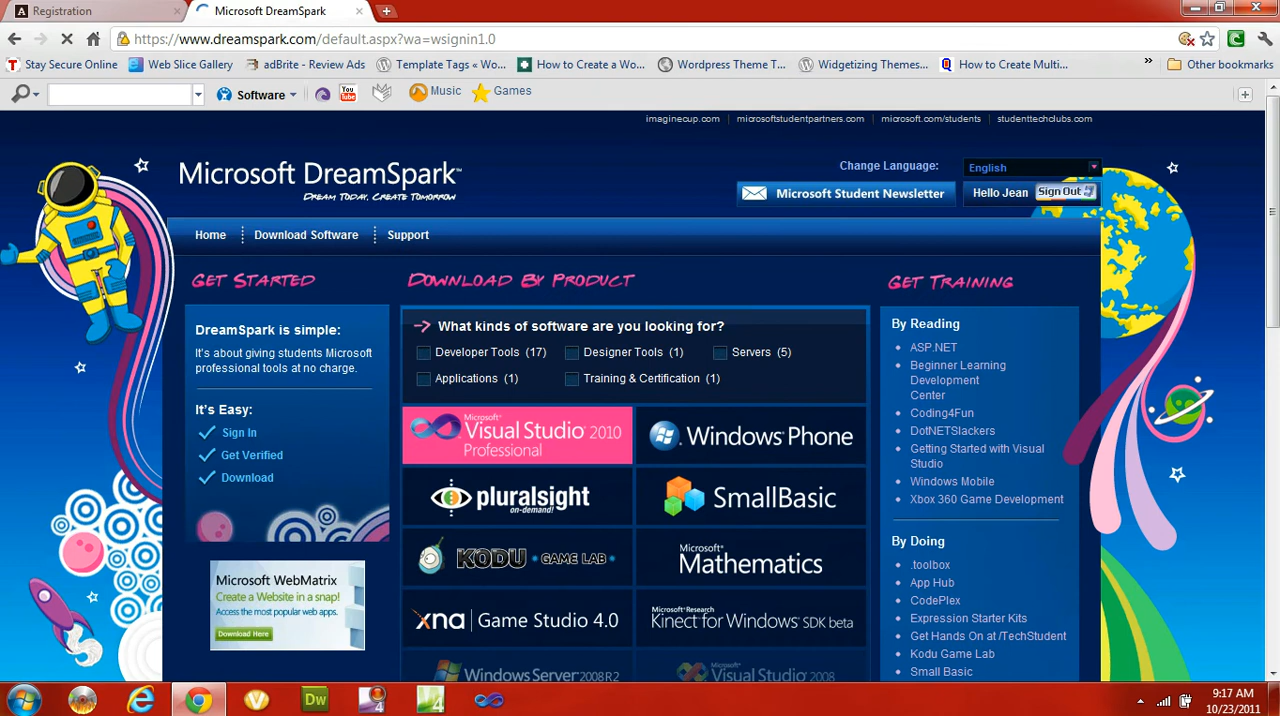 Registration
Microsoft DreamSpark
https://www.dreamspark.com/default.aspx?wa=wsignin1.0
Stay Secure Online
Web Slice Gallery
adBrite - Review Ads
Template Tags « Wo...
How to Create a Wo...
Wordpress Theme T...
Widgetizing Themes...
How to Create Multi...
»
Other bookmarks
Software
You Tube
Music
Games
imaginecup.com | microsoftstudentpartners.com | microsoft.com/students | studenttechclubs.com
Microsoft DreamSpark™
Dream Today, Create Tomorrow
Change Language:
English
Microsoft Student Newsletter
Hello Jean
Sign Out
Home
Download Software
Support
Get Started
DreamSpark is simple:
It's about giving students Microsoft
professional tools at no charge.
It's Easy:
Sign In
Get Verified
Download
Microsoft WebMatrix
Create a Website in a snap!
Access the most popular web apps.
Download Here
Download By Product
What kinds of software are you looking for?
Developer Tools (17)
Designer Tools (1)
Servers (5)
Applications (1)
Training & Certification (1)
Microsoft®
Visual Studio® 2010
Professional
Windows® Phone
pluralsight
on-demand!
SmallBasic
KODU • GAME LAB •
Microsoft®
Mathematics
xna | Game Studio 4.0
Microsoft® Research
Kinect for Windows® SDK beta
Windows Server® 2008 R2
Microsoft®
Visual Studio® 2008
Get Training
By Reading
ASP.NET
Beginner Learning
Development
Center
Coding4Fun
DotNETSlackers
Getting Started with Visual
Studio
Windows Mobile
Xbox 360 Game Development
By Doing
.toolbox
App Hub
CodePlex
Expression Starter Kits
Get Hands On at /TechStudent
Kodu Game Lab
Small Basic
Dw
4
4
9:17 AM
10/23/2011